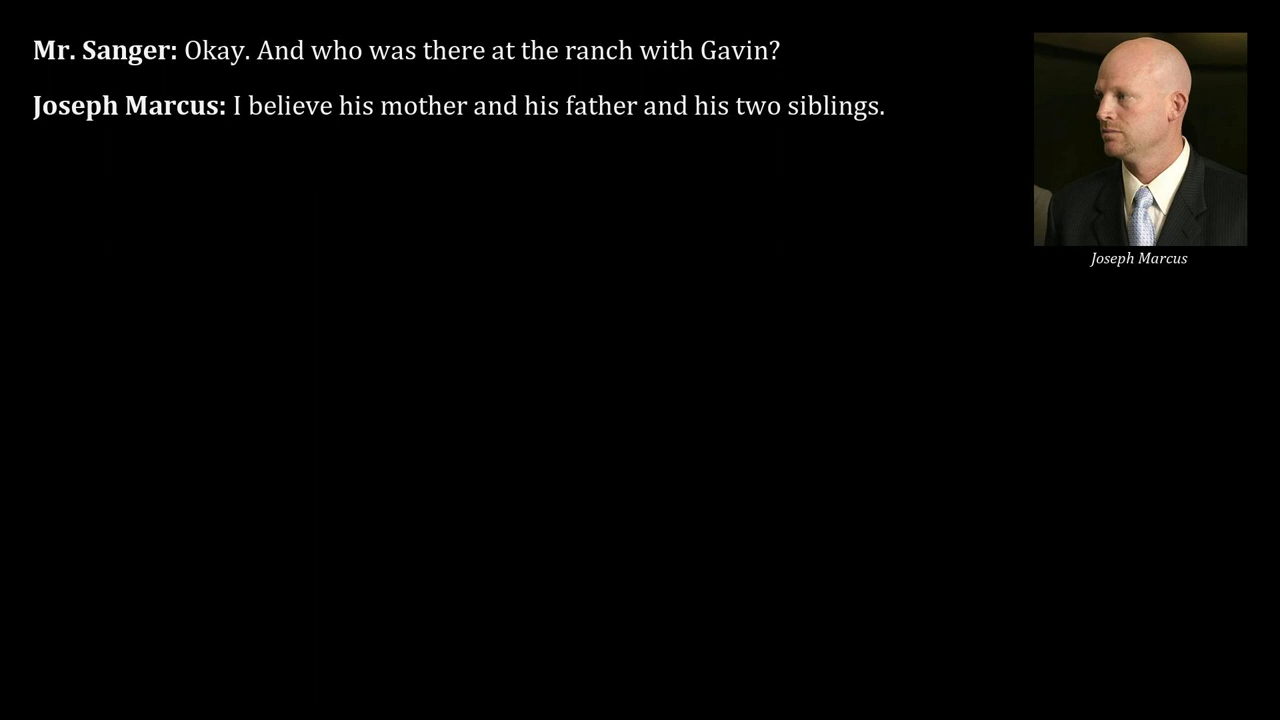 Mr. Sanger: Okay. And who was there at the ranch with Gavin?
Joseph Marcus: I believe his mother and his father and his two siblings.
Joseph Marcus